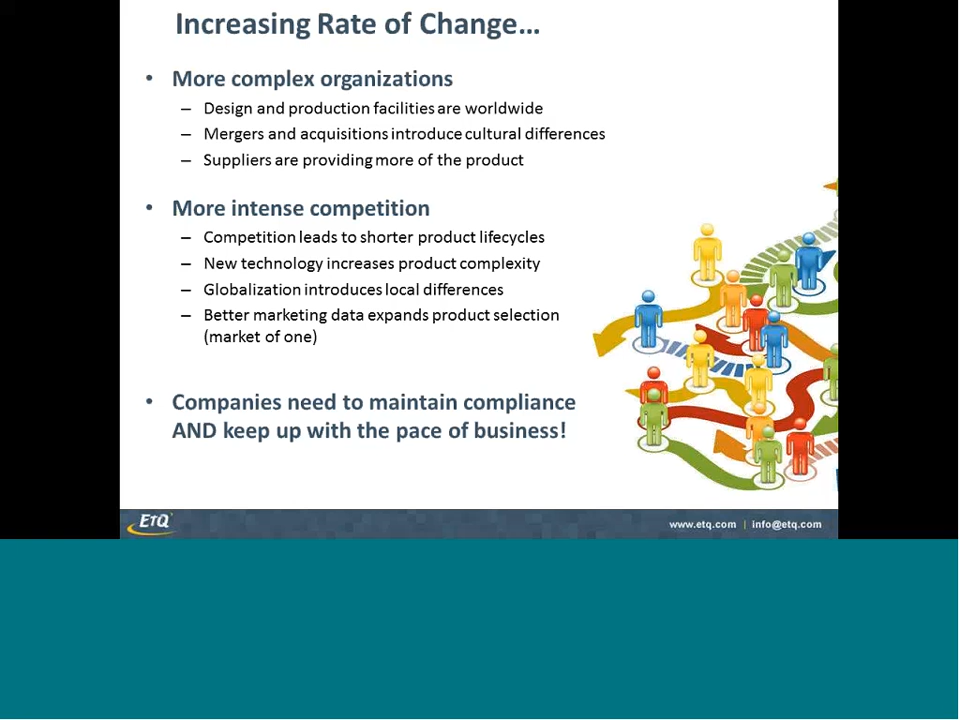 Increasing Rate of Change…
• More complex organizations
– Design and production facilities are worldwide
– Mergers and acquisitions introduce cultural differences
– Suppliers are providing more of the product
• More intense competition
– Competition leads to shorter product lifecycles
– New technology increases product complexity
– Globalization introduces local differences
– Better marketing data expands product selection
(market of one)
• Companies need to maintain compliance
AND keep up with the pace of business!
ETQ
www.etq.com | info@etq.com